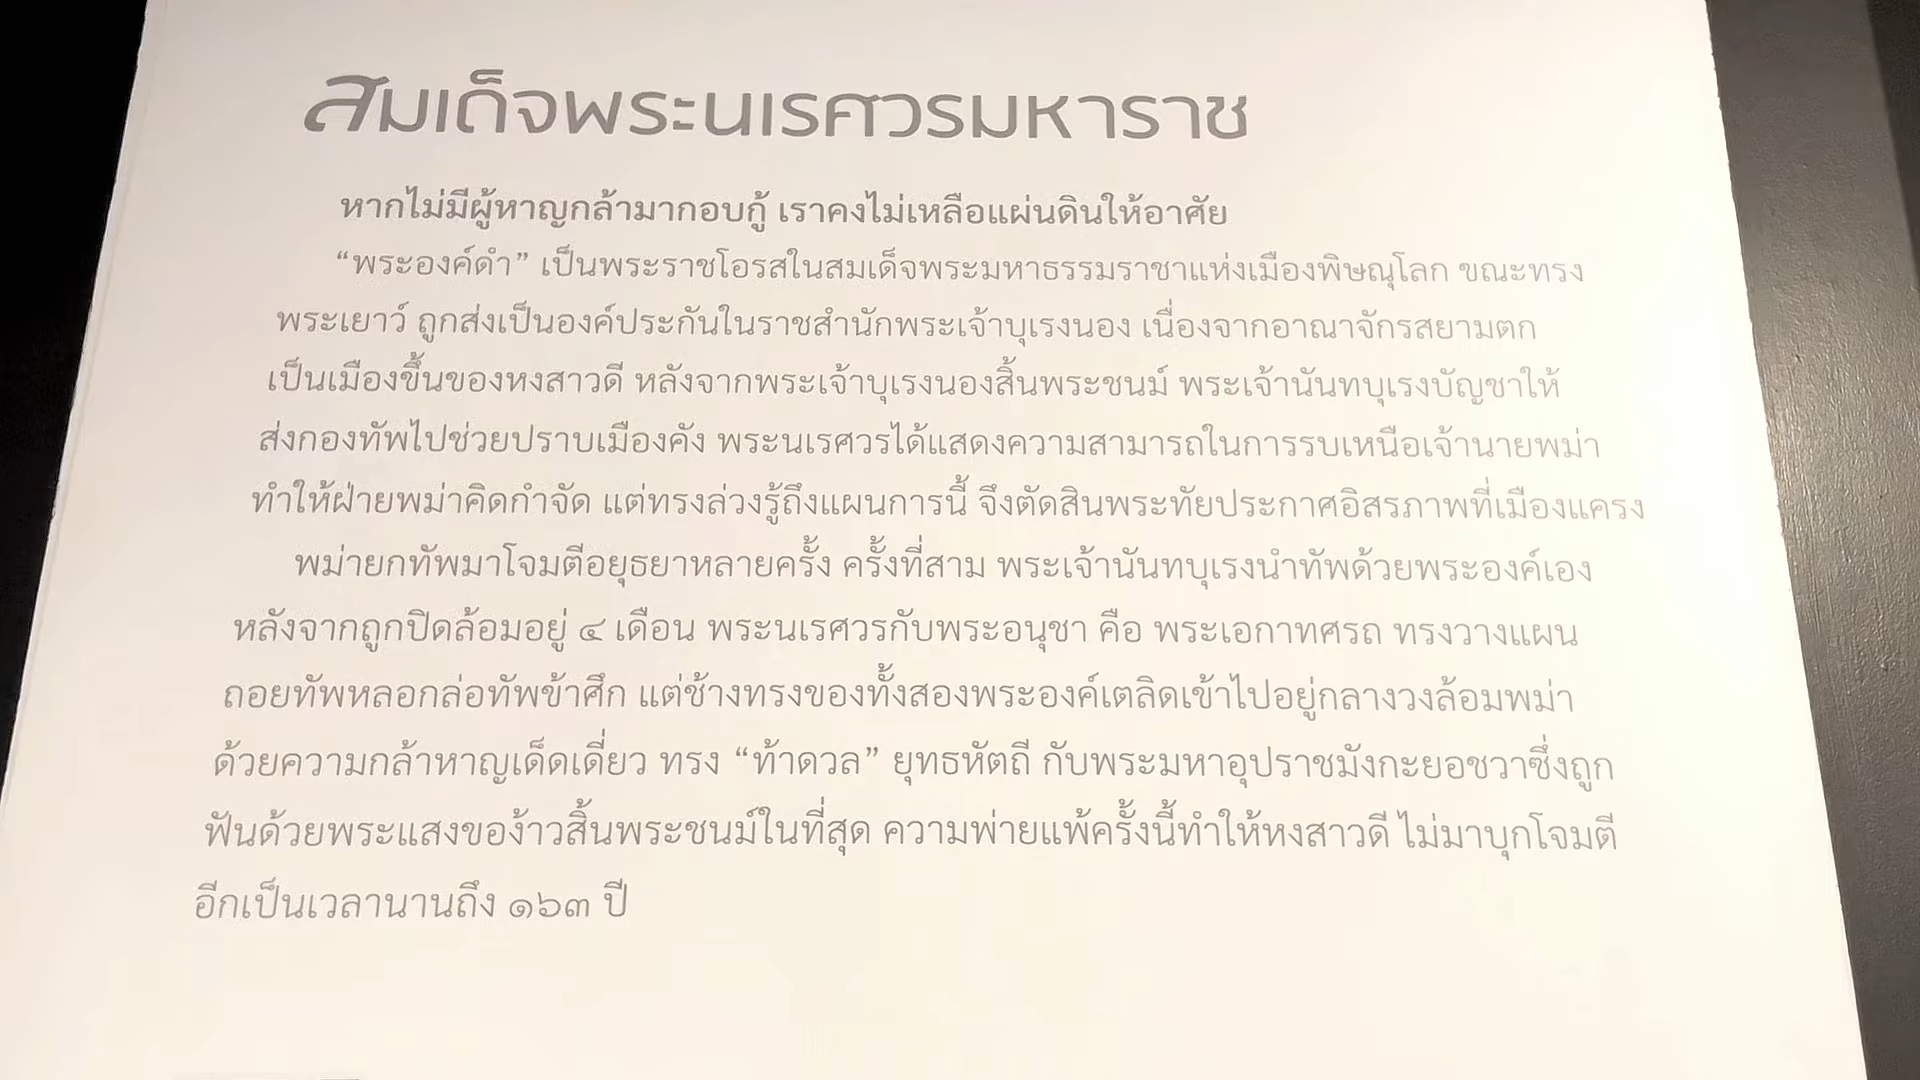 สมเด็จพระนเรศวรมหาราช
หากไม่มีผู้หาญกล้ามากอบกู้ เราคงไม่เหลือแผ่นดินให้อาศัย
“พระองค์ดำ” เป็นพระราชโอรสในสมเด็จพระมหาธรรมราชาแห่งเมืองพิษณุโลก ขณะทรง
พระเยาว์ ถูกส่งเป็นองค์ประกันในราชสำนักพระเจ้าบุเรงนอง เนื่องจากอาณาจักรสยามตก
เป็นเมืองขึ้นของหงสาวดี หลังจากพระเจ้าบุเรงนองสิ้นพระชนม์ พระเจ้านันทบุเรงบัญชาให้
ส่งกองทัพไปช่วยปราบเมืองคัง พระนเรศวรได้แสดงความสามารถในการรบเหนือเจ้านายพม่า
ทำให้ฝ่ายพม่าคิดกำจัด แต่ทรงล่วงรู้ถึงแผนการนี้ จึงตัดสินพระทัยประกาศอิสรภาพที่เมืองแครง
พม่ายกทัพมาโจมตีอยุธยาหลายครั้ง ครั้งที่สาม พระเจ้านันทบุเรงนำทัพด้วยพระองค์เอง
หลังจากถูกปิดล้อมอยู่ ๔ เดือน พระนเรศวรกับพระอนุชา คือ พระเอกาทศรถ ทรงวางแผน
ถอยทัพหลอกล่อทัพข้าศึก แต่ช้างทรงของทั้งสองพระองค์เตลิดเข้าไปอยู่กลางวงล้อมพม่า
ด้วยความกล้าหาญเด็ดเดี่ยว ทรง “ท้าดวล” ยุทธหัตถี กับพระมหาอุปราชมังกะยอชวาซึ่งถูก
ฟันด้วยพระแสงของ้าวสิ้นพระชนม์ในที่สุด ความพ่ายแพ้ครั้งนี้ทำให้หงสาวดี ไม่มาบุกโจมตี
อีกเป็นเวลานานถึง ๑๖๓ ปี